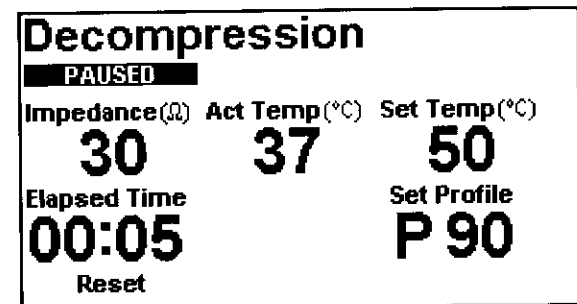 Decompression
PAUSED
Impedance(Ω) Act Temp(°C) Set Temp(°C)
30 37 50
Elapsed Time Set Profile
00:05 P 90
Reset